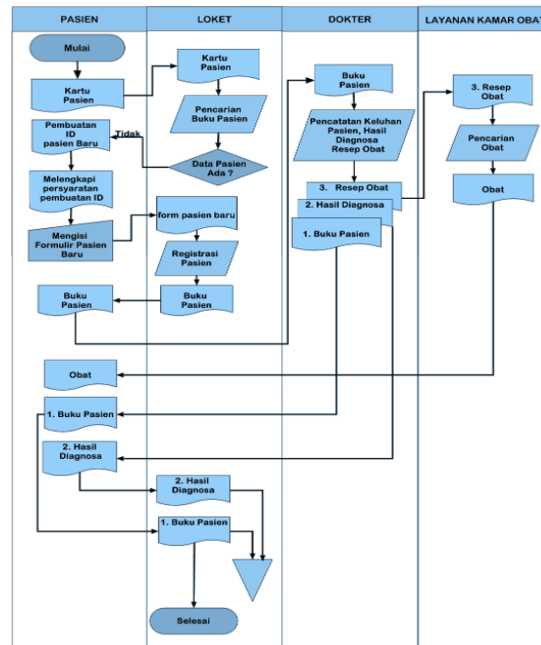 PASIEN
LOKET
DOKTER
LAYANAN KAMAR OBAT
Mulai
Kartu
Pasien
Pembuatan
ID
pasien Baru
Tidak
Melengkapi
persyaratan
pembuatan ID
Mengisi
Formulir Pasien
Baru
Buku
Pasien
Obat
1. Buku Pasien
2. Hasil
Diagnosa
Kartu
Pasien
Pencarian
Buku Pasien
Data Pasien
Ada ?
form pasien baru
Registrasi
Pasien
Buku
Pasien
2. Hasil
Diagnosa
1. Buku Pasien
Selesai
Buku
Pasien
Pencatatan Keluhan
Pasien, Hasil
Diagnosa
Resep Obat
3. Resep Obat
2. Hasil Diagnosa
1. Buku Pasien
3. Resep
Obat
Pencarian
Obat
Obat